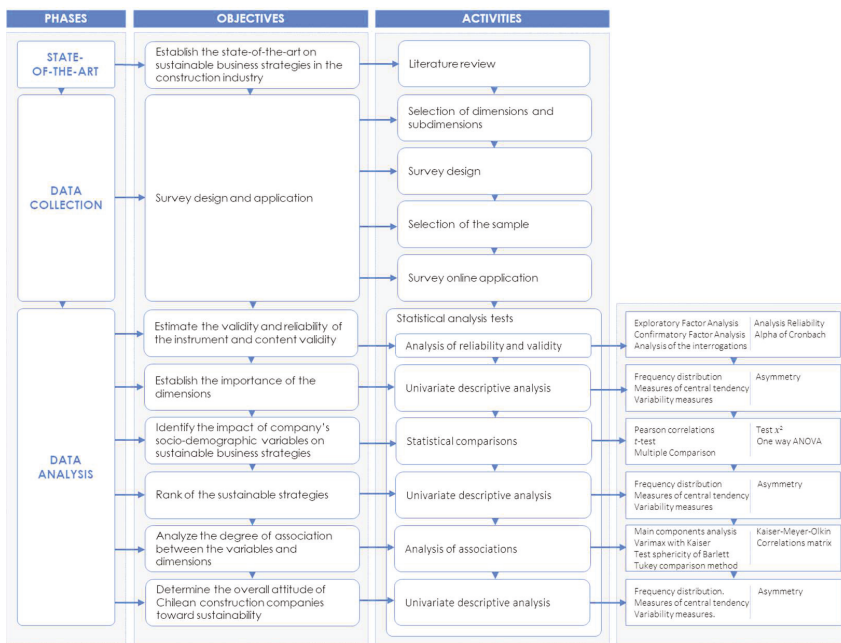 PHASES
OBJECTIVES
ACTIVITIES
STATE-
OF-THE-ART
Establish the state-of-the-art on
sustainable business strategies in the
construction industry
Literature review
DATA
COLLECTION
Survey design and application
Selection of dimensions and
subdimensions
Survey design
Selection of the sample
Survey online application
DATA
ANALYSIS
Statistical analysis tests
Estimate the validity and reliability of
the instrument and content validity
Analysis of reliability and validity
Exploratory Factor Analysis
Confirmatory Factor Analysis
Analysis of the interrogations
Analysis Reliability
Alpha of Cronbach
Establish the importance of the
dimensions
Univariate descriptive analysis
Frequency distribution
Measures of central tendency
Variability measures
Asymmetry
Identify the impact of company's
socio-demographic variables on
sustainable business strategies
Statistical comparisons
Pearson correlations
t-test
Multiple Comparison
Test x²
One way ANOVA
Rank of the sustainable strategies
Univariate descriptive analysis
Frequency distribution
Measures of central tendency
Variability measures
Asymmetry
Analyze the degree of association
between the variables and
dimensions
Analysis of associations
Main components analysis
Varimax with Kaiser
Test sphericity of Barlett
Tukey comparison method
Kaiser-Meyer-Olkin
Correlations matrix
Determine the overall attitude of
Chilean construction companies
toward sustainability
Univariate descriptive analysis
Frequency distribution.
Measures of central tendency
Variability measures.
Asymmetry